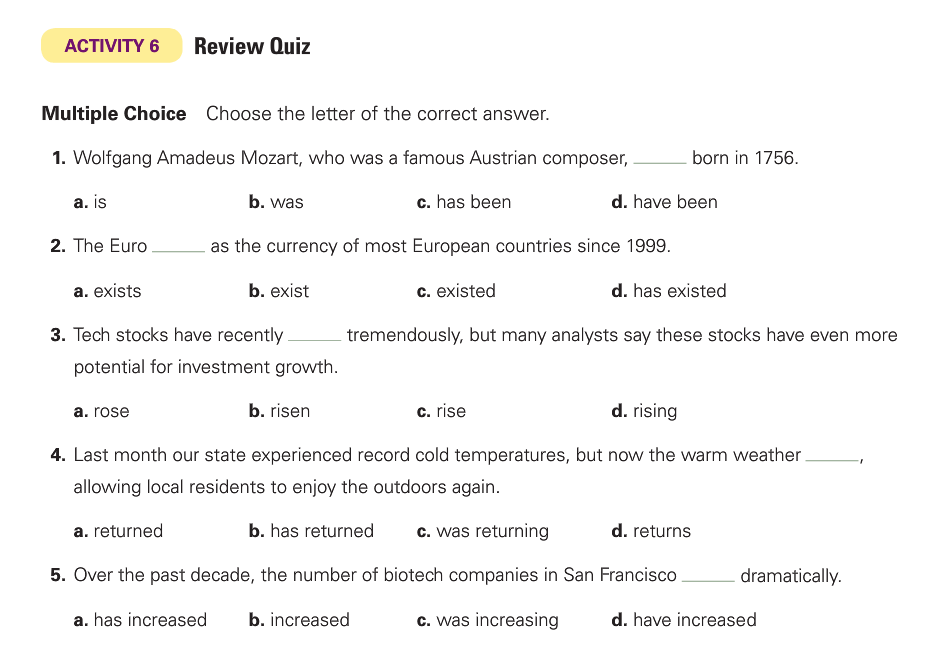 ACTIVITY 6 Review Quiz
Multiple Choice Choose the letter of the correct answer.
1. Wolfgang Amadeus Mozart, who was a famous Austrian composer, _____ born in 1756.
a. is b. was c. has been d. have been
2. The Euro _____ as the currency of most European countries since 1999.
a. exists b. exist c. existed d. has existed
3. Tech stocks have recently _____ tremendously, but many analysts say these stocks have even more
potential for investment growth.
a. rose b. risen c. rise d. rising
4. Last month our state experienced record cold temperatures, but now the warm weather _____,
allowing local residents to enjoy the outdoors again.
a. returned b. has returned c. was returning d. returns
5. Over the past decade, the number of biotech companies in San Francisco _____ dramatically.
a. has increased b. increased c. was increasing d. have increased